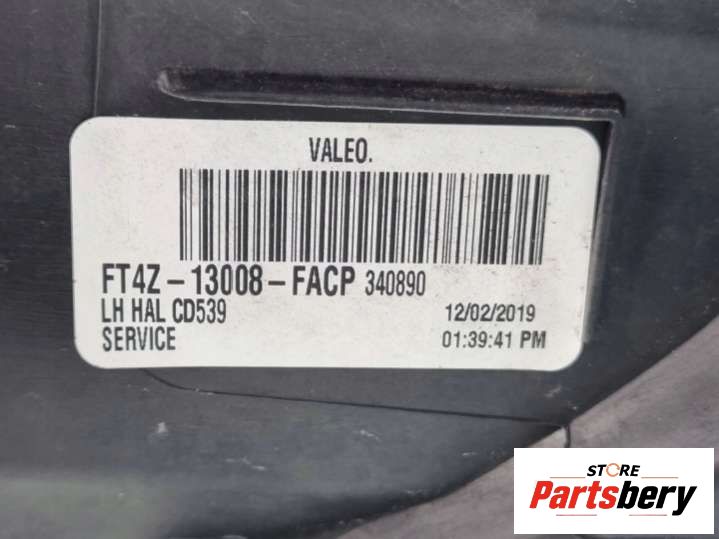 VALEO.
FT4Z-13008-FACP 340890
LH HAL CD539 12/02/2019
SERVICE 01:39:41 PM
STORE
Partsbery